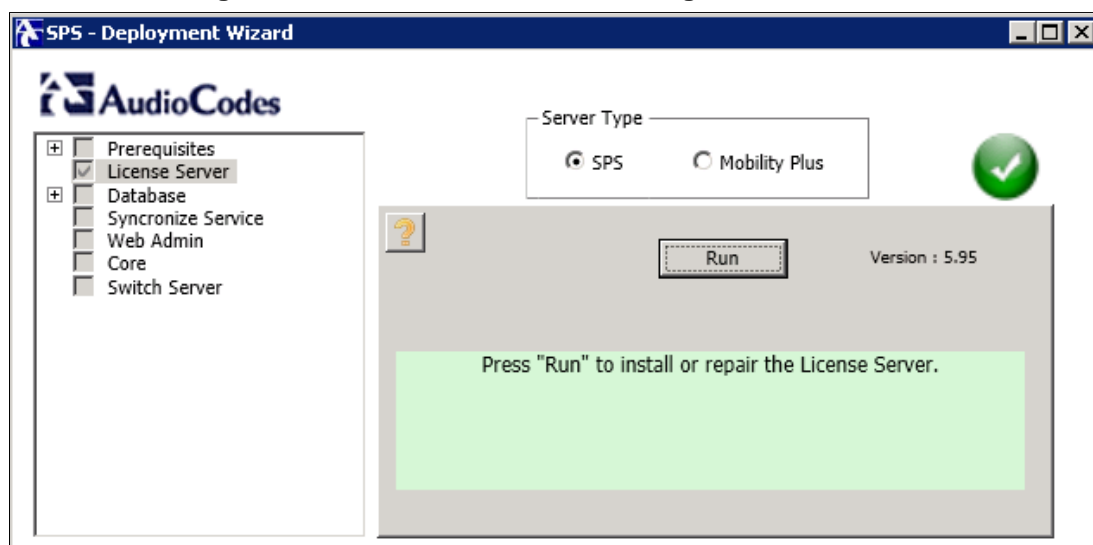 SPS - Deployment Wizard
AudioCodes
Server Type
SPS
Mobility Plus
Prerequisites
License Server
Database
Syncronize Service
Web Admin
Core
Switch Server
?
Run
Version : 5.95
Press "Run" to install or repair the License Server.